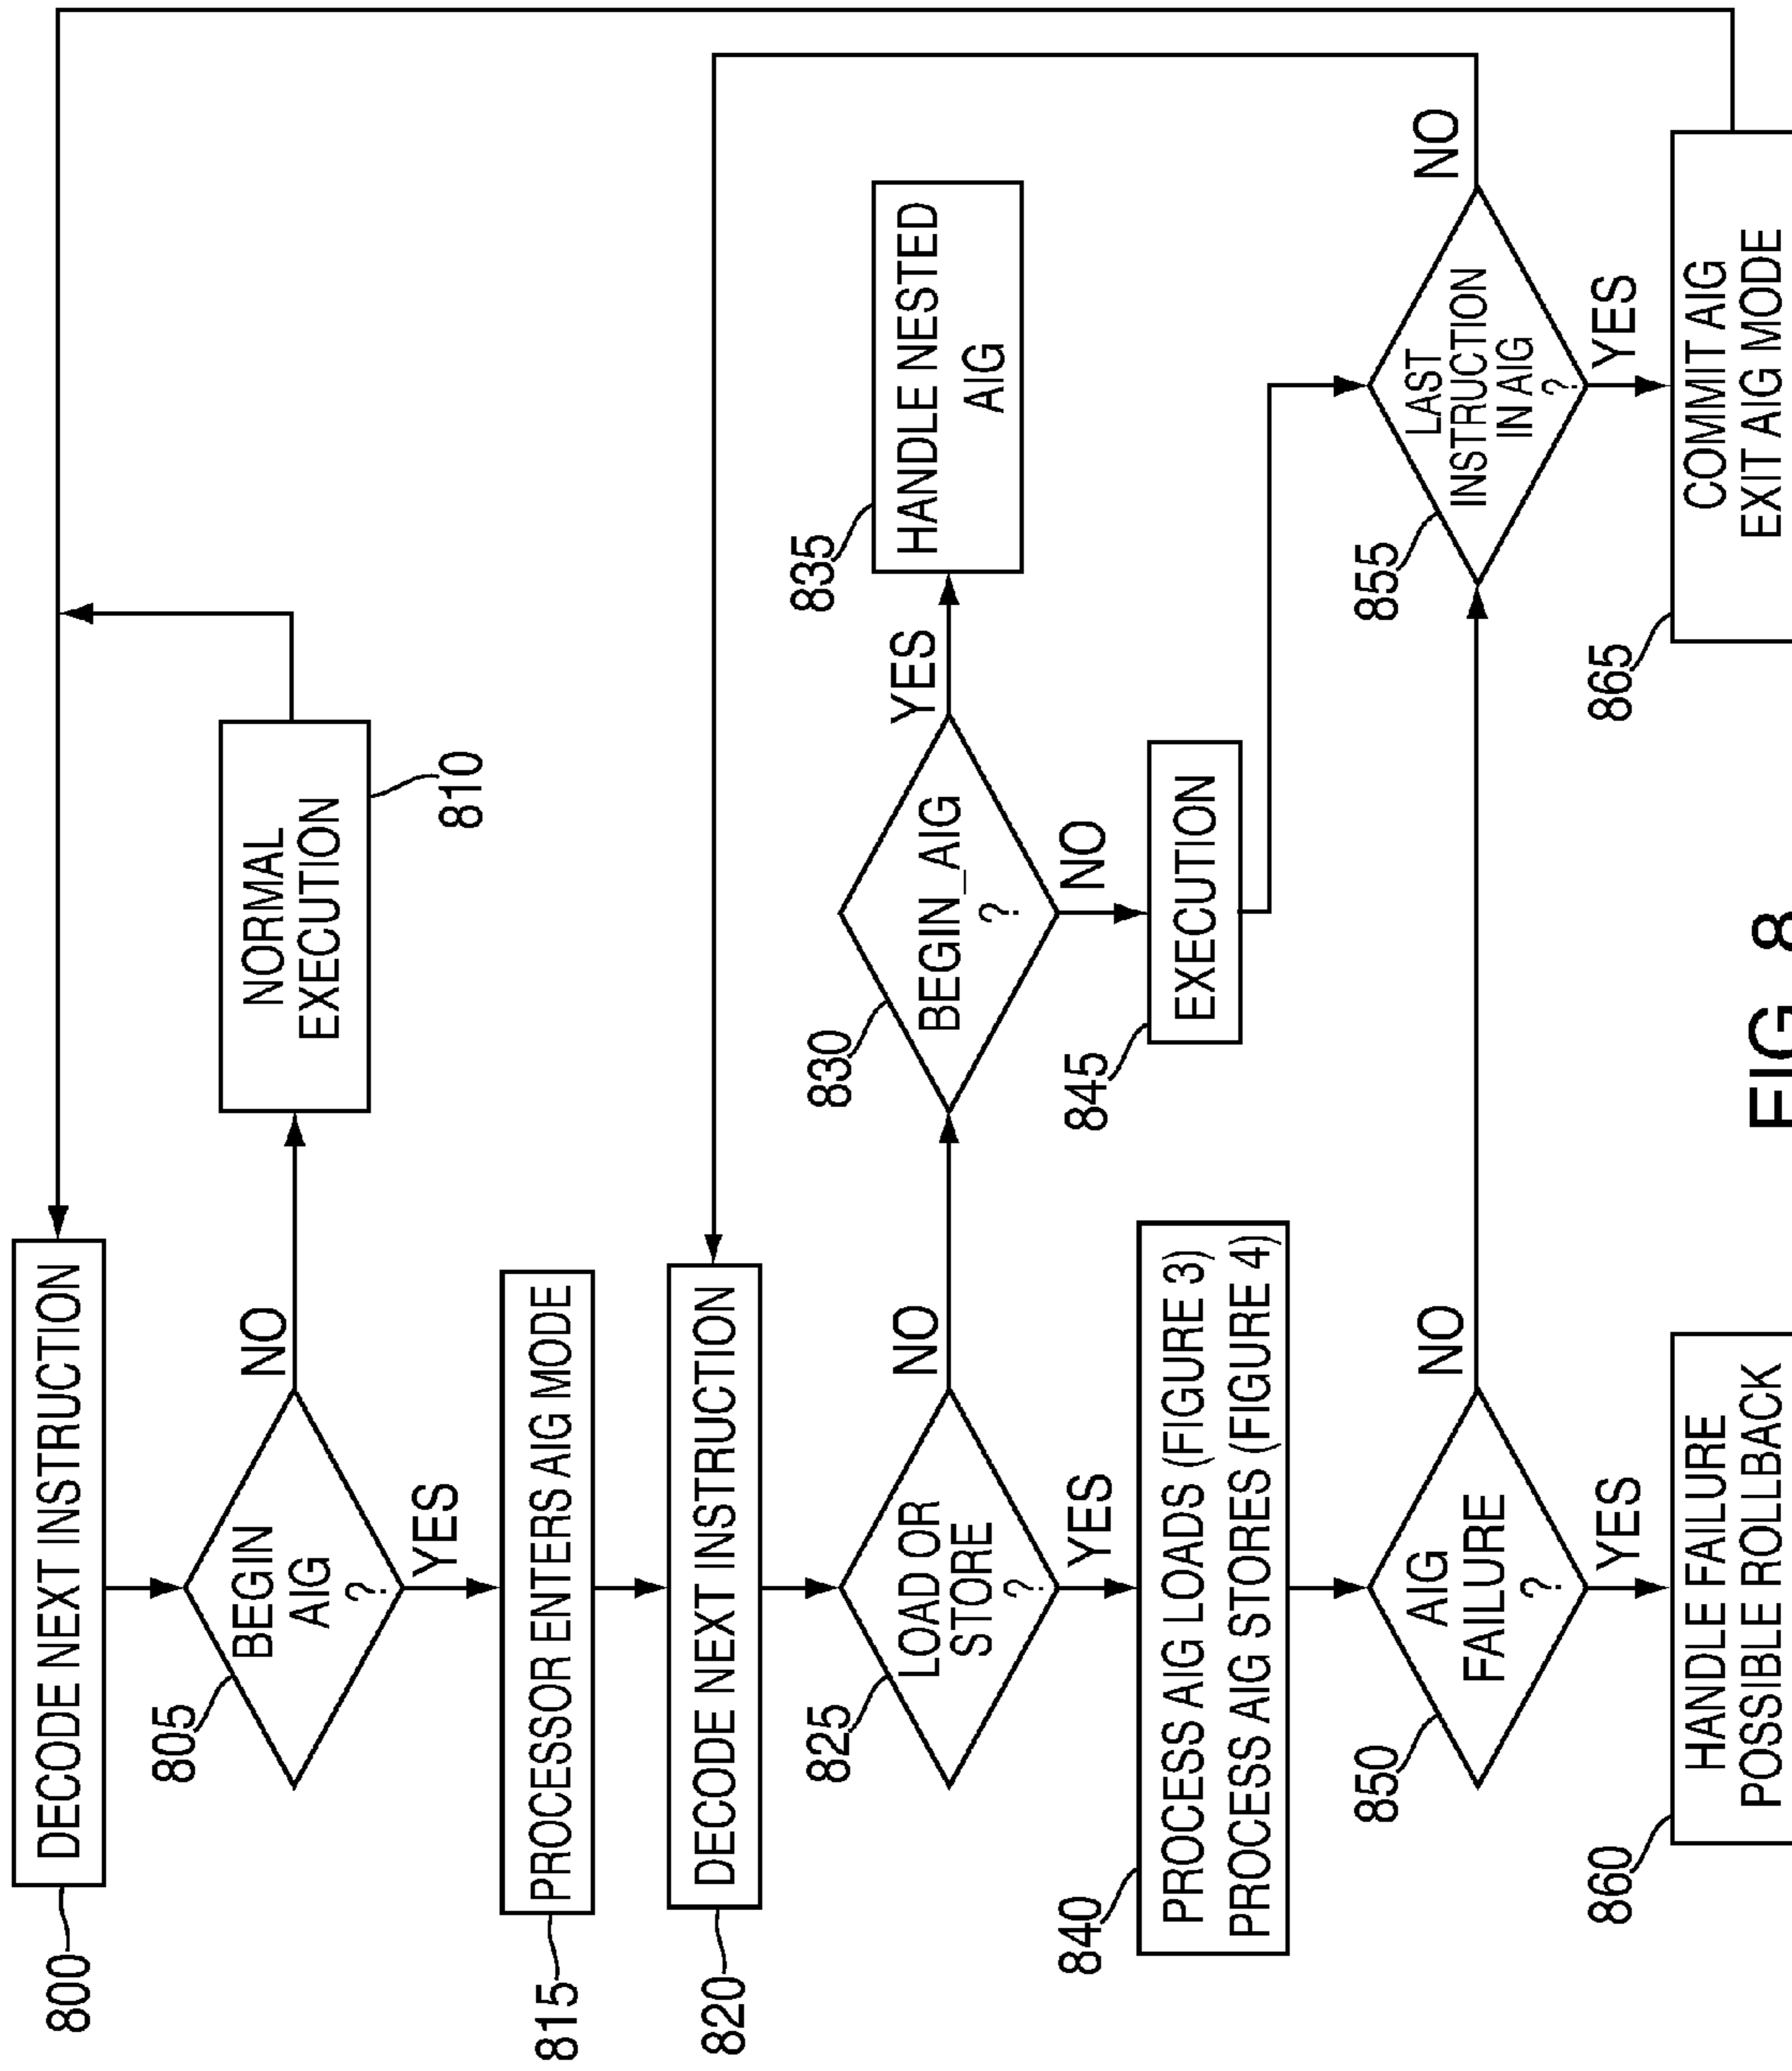 800
DECODE NEXT INSTRUCTION
805
BEGIN
AIG
?
NO
YES
NORMAL
EXECUTION
810
815
PROCESSOR ENTERS AIG MODE
820
DECODE NEXT INSTRUCTION
825
LOAD OR
STORE
?
NO
YES
830
BEGIN_AIG
?
YES
NO
835
HANDLE NESTED
AIG
840
PROCESS AIG LOADS (FIGURE 3)
PROCESS AIG STORES (FIGURE 4)
845
EXECUTION
850
AIG
FAILURE
?
NO
YES
855
LAST
INSTRUCTION
IN AIG
?
NO
YES
860
HANDLE FAILURE
POSSIBLE ROLLBACK
865
COMMIT AIG
EXIT AIG MODE
FIG. 8